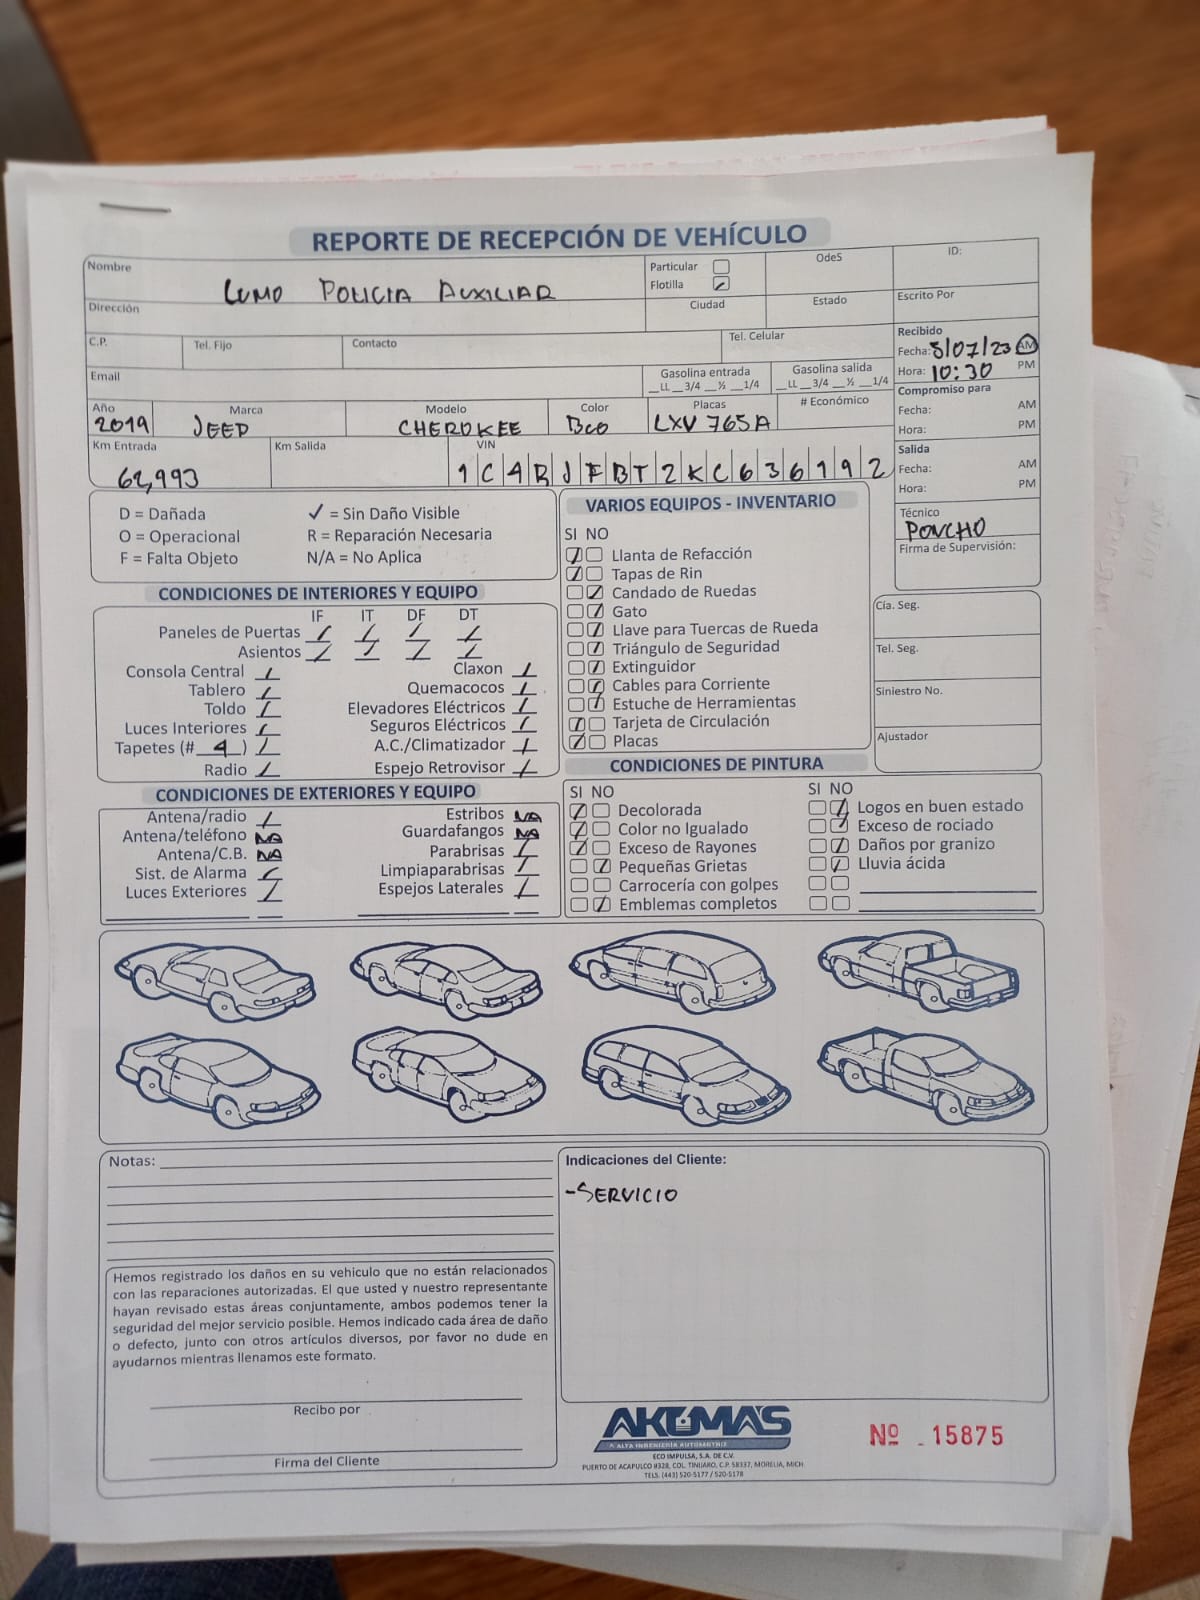 REPORTE DE RECEPCIÓN DE VEHÍCULO
Nombre
LUMO POLICIA AUXILIAR
Particular
Flotilla
OdeS
ID:
Dirección
Ciudad
Estado
Escrito Por
C.P.
Tel. Fijo
Contacto
Tel. Celular
Recibido
Fecha: 5/07/23 AM
Hora: 10:30 PM
Email
Gasolina entrada
__LL __3/4 __½ __1/4
Gasolina salida
__LL __3/4 __½ __1/4
Compromiso para
Fecha: AM
Hora: PM
Año
2019
Marca
JEEP
Modelo
CHEROKEE
Color
Bco
Placas
LXV 765A
# Económico
Km Entrada
62,993
Km Salida
VIN
1C4RJFBT2KC636192
Salida
Fecha: AM
Hora: PM
Técnico
PONCHO
Firma de Supervisión:
D = Dañada
✓ = Sin Daño Visible
O = Operacional
R = Reparación Necesaria
F = Falta Objeto
N/A = No Aplica
CONDICIONES DE INTERIORES Y EQUIPO
IF IT DF DT
Paneles de Puertas
Asientos
Consola Central
Claxon
Tablero
Quemacocos
Toldo
Elevadores Eléctricos
Luces Interiores
Seguros Eléctricos
Tapetes (# 4 )
A.C./Climatizador
Radio
Espejo Retrovisor
CONDICIONES DE EXTERIORES Y EQUIPO
Antena/radio
Estribos NA
Antena/teléfono NA
Guardafangos NA
Antena/C.B. NA
Parabrisas
Sist. de Alarma
Limpiaparabrisas
Luces Exteriores
Espejos Laterales
VARIOS EQUIPOS - INVENTARIO
SI NO
Llanta de Refacción
Tapas de Rin
Candado de Ruedas
Gato
Llave para Tuercas de Rueda
Triángulo de Seguridad
Extinguidor
Cables para Corriente
Estuche de Herramientas
Tarjeta de Circulación
Placas
Cía. Seg.
Tel. Seg.
Siniestro No.
Ajustador
CONDICIONES DE PINTURA
SI NO
SI NO
Decolorada
Logos en buen estado
Color no Igualado
Exceso de rociado
Exceso de Rayones
Daños por granizo
Pequeñas Grietas
Lluvia ácida
Carrocería con golpes
Emblemas completos
Notas:
Indicaciones del Cliente:
-SERVICIO
Hemos registrado los daños en su vehiculo que no están relacionados
con las reparaciones autorizadas. El que usted y nuestro representante
hayan revisado estas áreas conjuntamente, ambos podemos tener la
seguridad del mejor servicio posible. Hemos indicado cada área de daño
o defecto, junto con otros artículos diversos, por favor no dude en
ayudarnos mientras llenamos este formato.
Recibo por
Firma del Cliente
AKUMA'S
ALTA INGENIERÍA AUTOMOTRIZ
ECO IMPULSA, S.A. DE C.V.
PUERTO DE ACAPULCO #328, COL. TINIJARO, C.P. 58337, MORELIA, MICH
TELS. (443) 520-5177 / 520-5178
Nº 15875